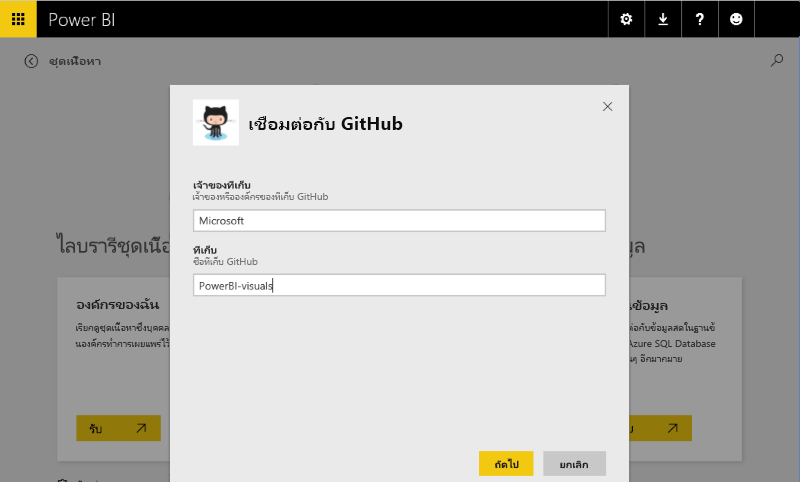 Power BI
?
ชุดเนื้อหา
เชื่อมต่อกับ GitHub
เจ้าของที่เก็บ
เจ้าของหรือองค์กรของที่เก็บ GitHub
Microsoft
ที่เก็บ
ชื่อที่เก็บ GitHub
PowerBI-visuals
ไลบรารีชุดเนื้อ
มูล
องค์กรของฉัน
เรียกดูชุดเนื้อหาซึ่งบุคคล
นองค์กรทำการเผยแพร่ไว้
รับ
ข้อมูล
ต่อกับข้อมูลสดในฐานข้
Azure SQL Database
นๆ อีกมากมาย
ถัดไป
ยกเลิก